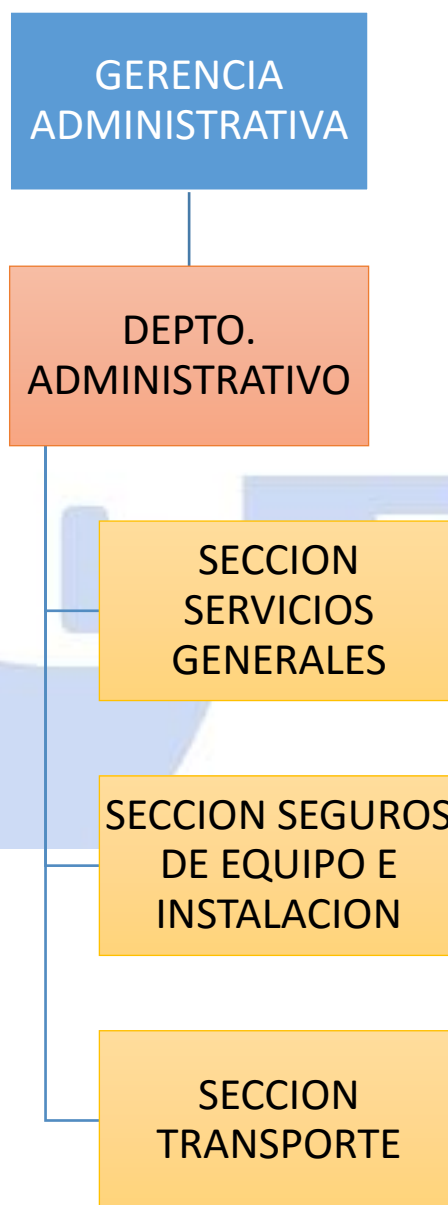 GERENCIA
ADMINISTRATIVA
DEPTO.
ADMINISTRATIVO
SECCION
SERVICIOS
GENERALES
SECCION SEGUROS
DE EQUIPO E
INSTALACION
SECCION
TRANSPORTE